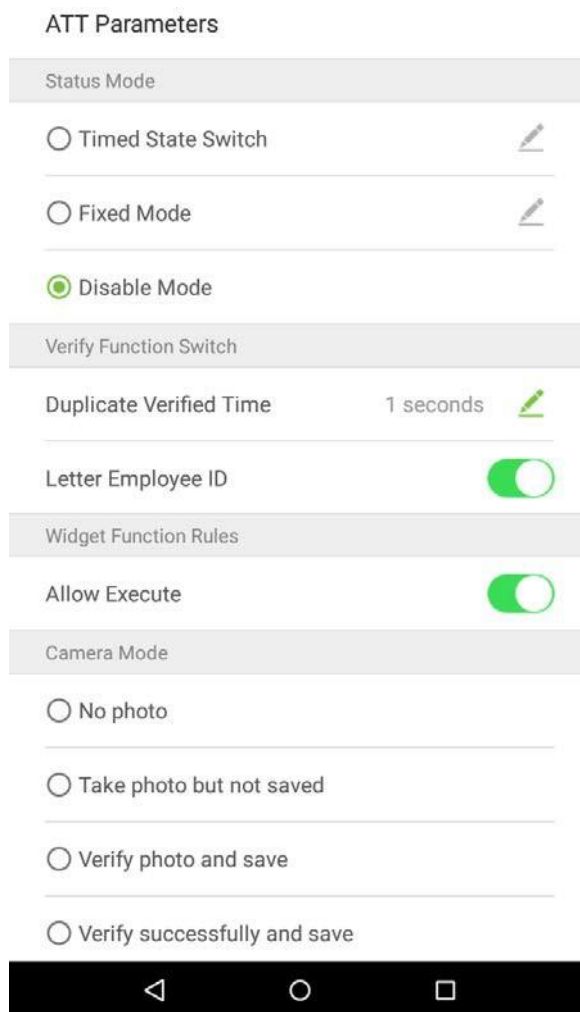 ATT Parameters
Status Mode
Timed State Switch
Fixed Mode
Disable Mode
Verify Function Switch
Duplicate Verified Time 1 seconds
Letter Employee ID
Widget Function Rules
Allow Execute
Camera Mode
No photo
Take photo but not saved
Verify photo and save
Verify successfully and save